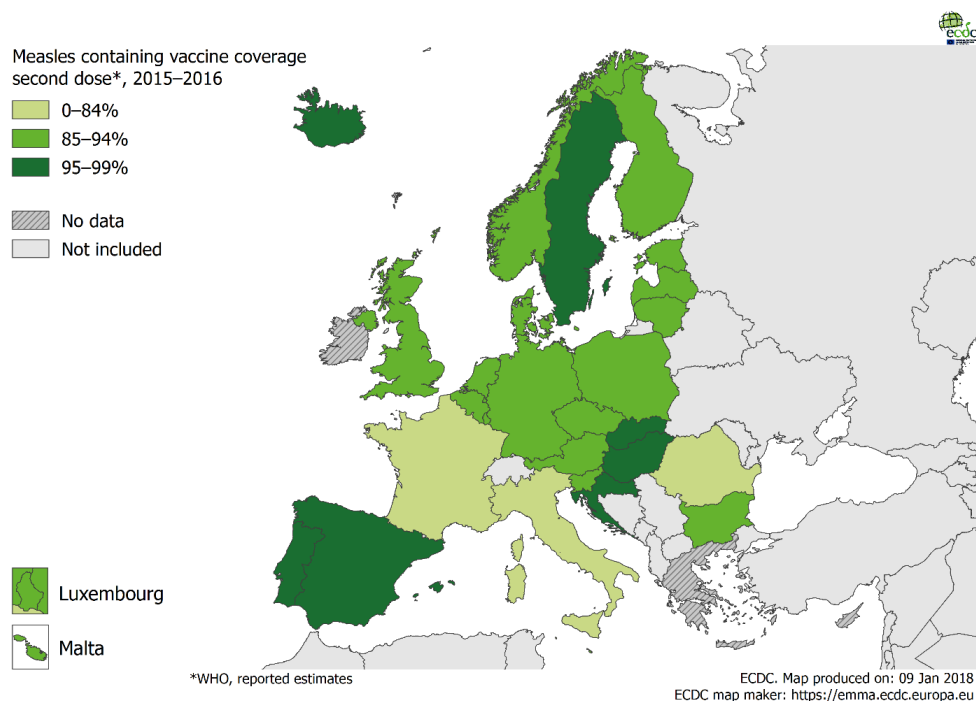 ecdc
Measles containing vaccine coverage
second dose*, 2015–2016
0–84%
85–94%
95–99%
No data
Not included
Luxembourg
Malta
*WHO, reported estimates
ECDC. Map produced on: 09 Jan 2018
ECDC map maker: https://emma.ecdc.europa.eu